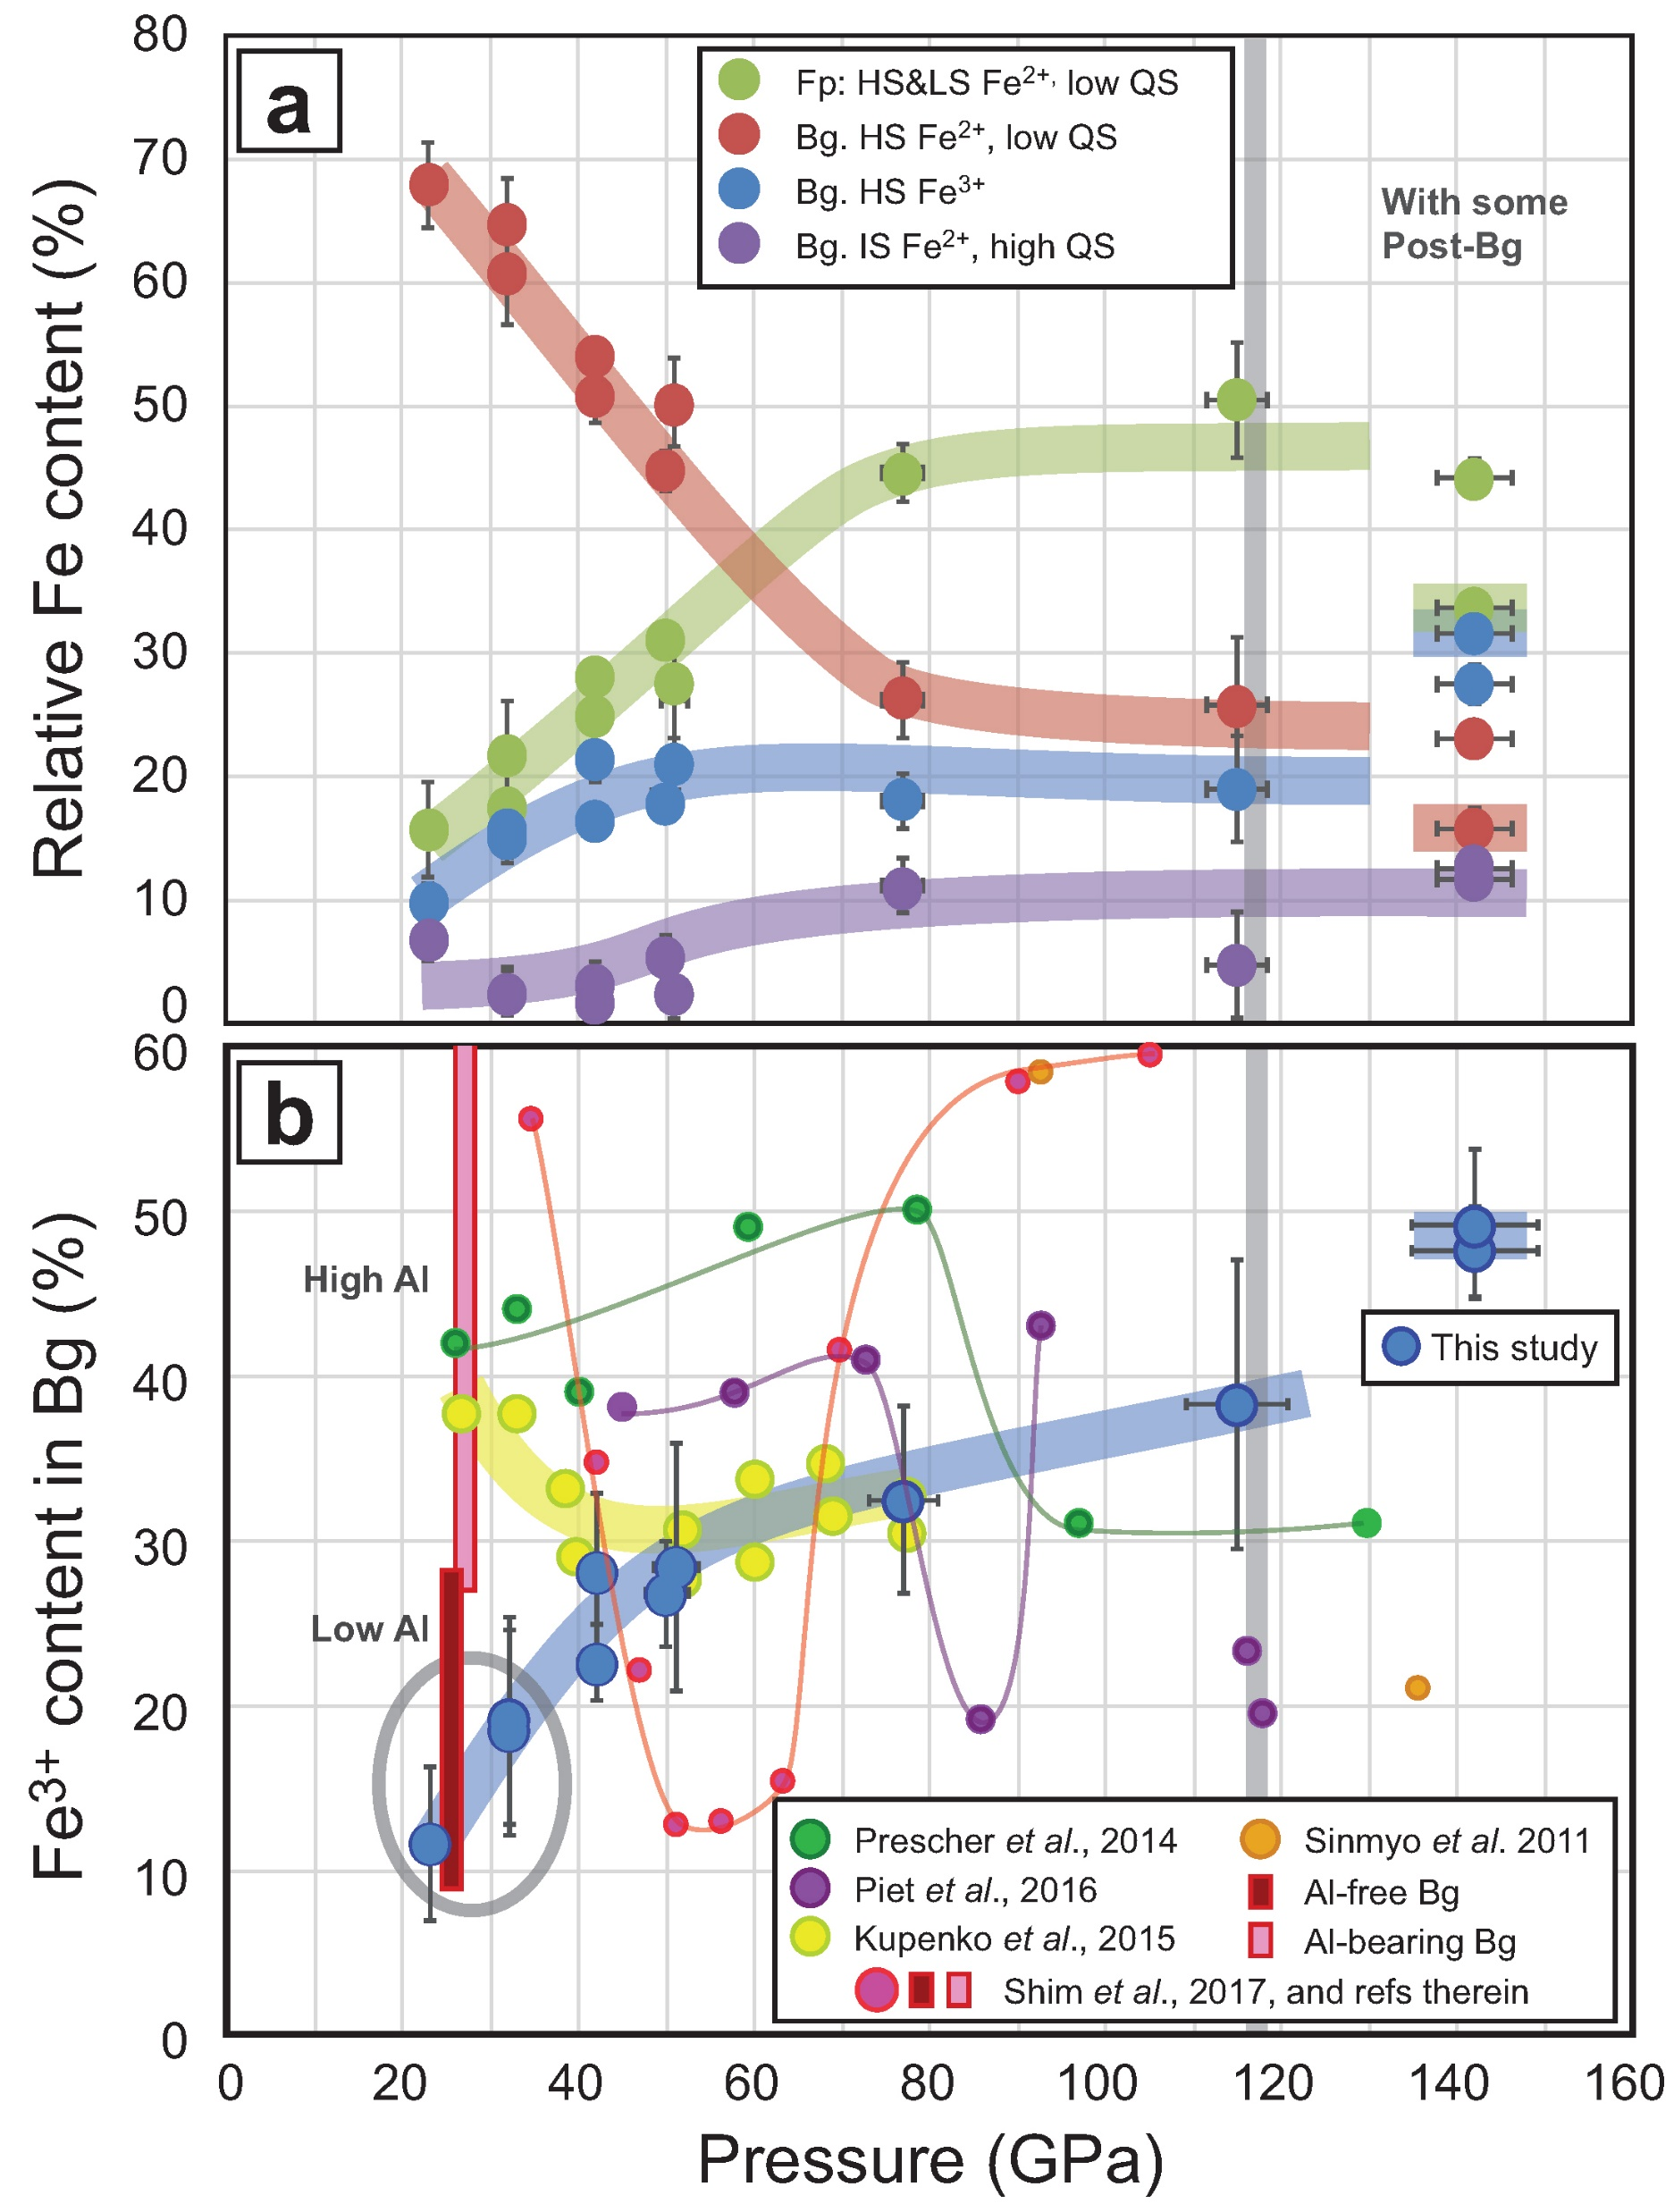 a
Fp: HS&LS Fe2+, low QS
Bg. HS Fe2+, low QS
Bg. HS Fe3+
Bg. IS Fe2+, high QS
With some
Post-Bg
Relative Fe content (%)
80
70
60
50
40
30
20
10
0
b
High Al
Low Al
This study
Prescher et al., 2014
Piet et al., 2016
Kupenko et al., 2015
Sinmyo et al. 2011
Al-free Bg
Al-bearing Bg
Shim et al., 2017, and refs therein
Fe3+ content in Bg (%)
60
50
40
30
20
10
0
0 20 40 60 80 100 120 140 160
Pressure (GPa)